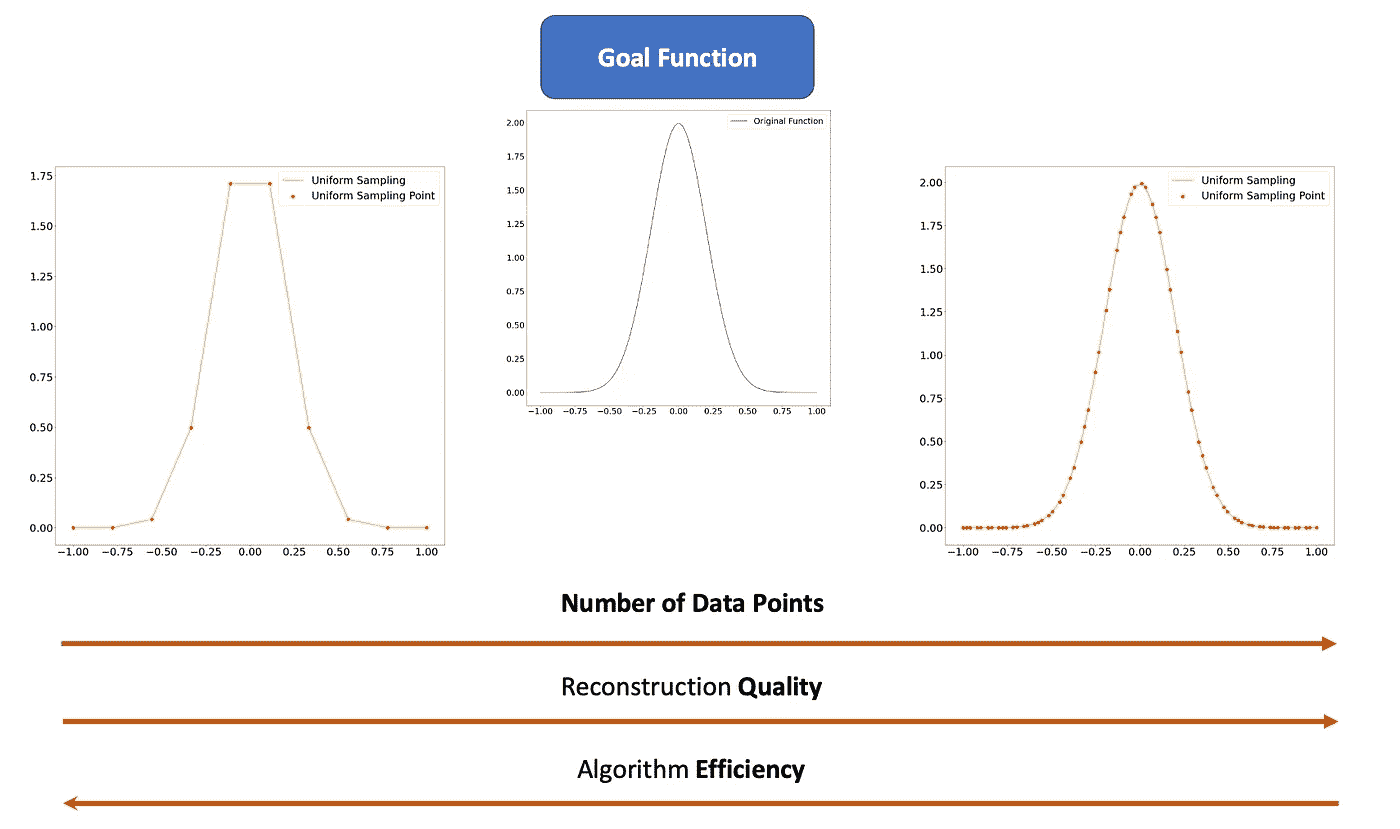 Goal Function
2.00
1.75
1.50
1.25
1.00
0.75
0.50
0.25
0.00
−1.00 −0.75 −0.50 −0.25 0.00 0.25 0.50 0.75 1.00
Original Function
1.75
1.50
1.25
1.00
0.75
0.50
0.25
0.00
−1.00 −0.75 −0.50 −0.25 0.00 0.25 0.50 0.75 1.00
Uniform Sampling
Uniform Sampling Point
2.00
1.75
1.50
1.25
1.00
0.75
0.50
0.25
0.00
−1.00 −0.75 −0.50 −0.25 0.00 0.25 0.50 0.75 1.00
Uniform Sampling
Uniform Sampling Point
Number of Data Points
Reconstruction Quality
Algorithm Efficiency